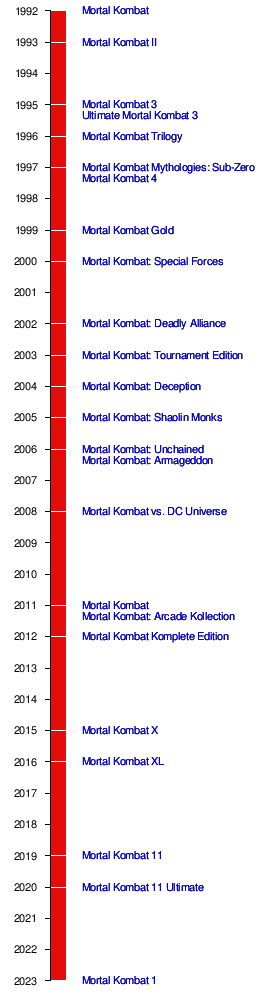 1992 Mortal Kombat
1993 Mortal Kombat II
1994
1995 Mortal Kombat 3
Ultimate Mortal Kombat 3
1996 Mortal Kombat Trilogy
1997 Mortal Kombat Mythologies: Sub-Zero
Mortal Kombat 4
1998
1999 Mortal Kombat Gold
2000 Mortal Kombat: Special Forces
2001
2002 Mortal Kombat: Deadly Alliance
2003 Mortal Kombat: Tournament Edition
2004 Mortal Kombat: Deception
2005 Mortal Kombat: Shaolin Monks
2006 Mortal Kombat: Unchained
Mortal Kombat: Armageddon
2007
2008 Mortal Kombat vs. DC Universe
2009
2010
2011 Mortal Kombat
Mortal Kombat: Arcade Kollection
2012 Mortal Kombat Komplete Edition
2013
2014
2015 Mortal Kombat X
2016 Mortal Kombat XL
2017
2018
2019 Mortal Kombat 11
2020 Mortal Kombat 11 Ultimate
2021
2022
2023 Mortal Kombat 1